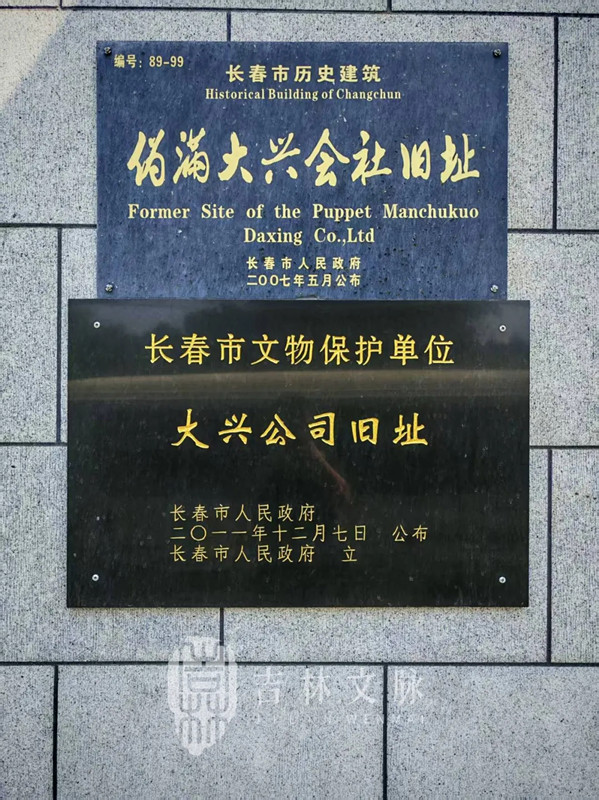 编号：89-99
长春市历史建筑
Historical Building of Changchun
伪满大兴会社旧址
Former Site of the Puppet Manchukuo
Daxing Co.,Ltd
长春市人民政府
二〇〇七年五月公布
长春市文物保护单位
大兴公司旧址
长春市人民政府
二〇一一年十二月七日 公布
长春市人民政府 立
吉林文脉